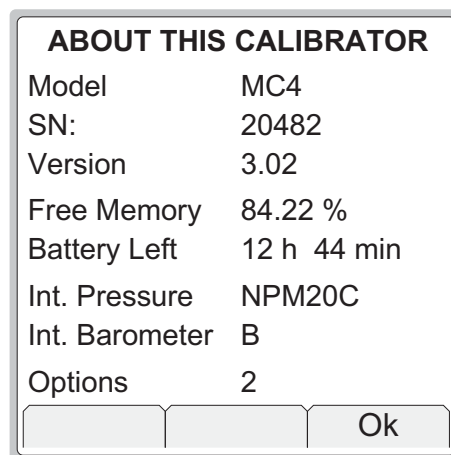 ABOUT THIS CALIBRATOR
Model MC4
SN: 20482
Version 3.02
Free Memory 84.22 %
Battery Left 12 h 44 min
Int. Pressure NPM20C
Int. Barometer B
Options 2
Ok